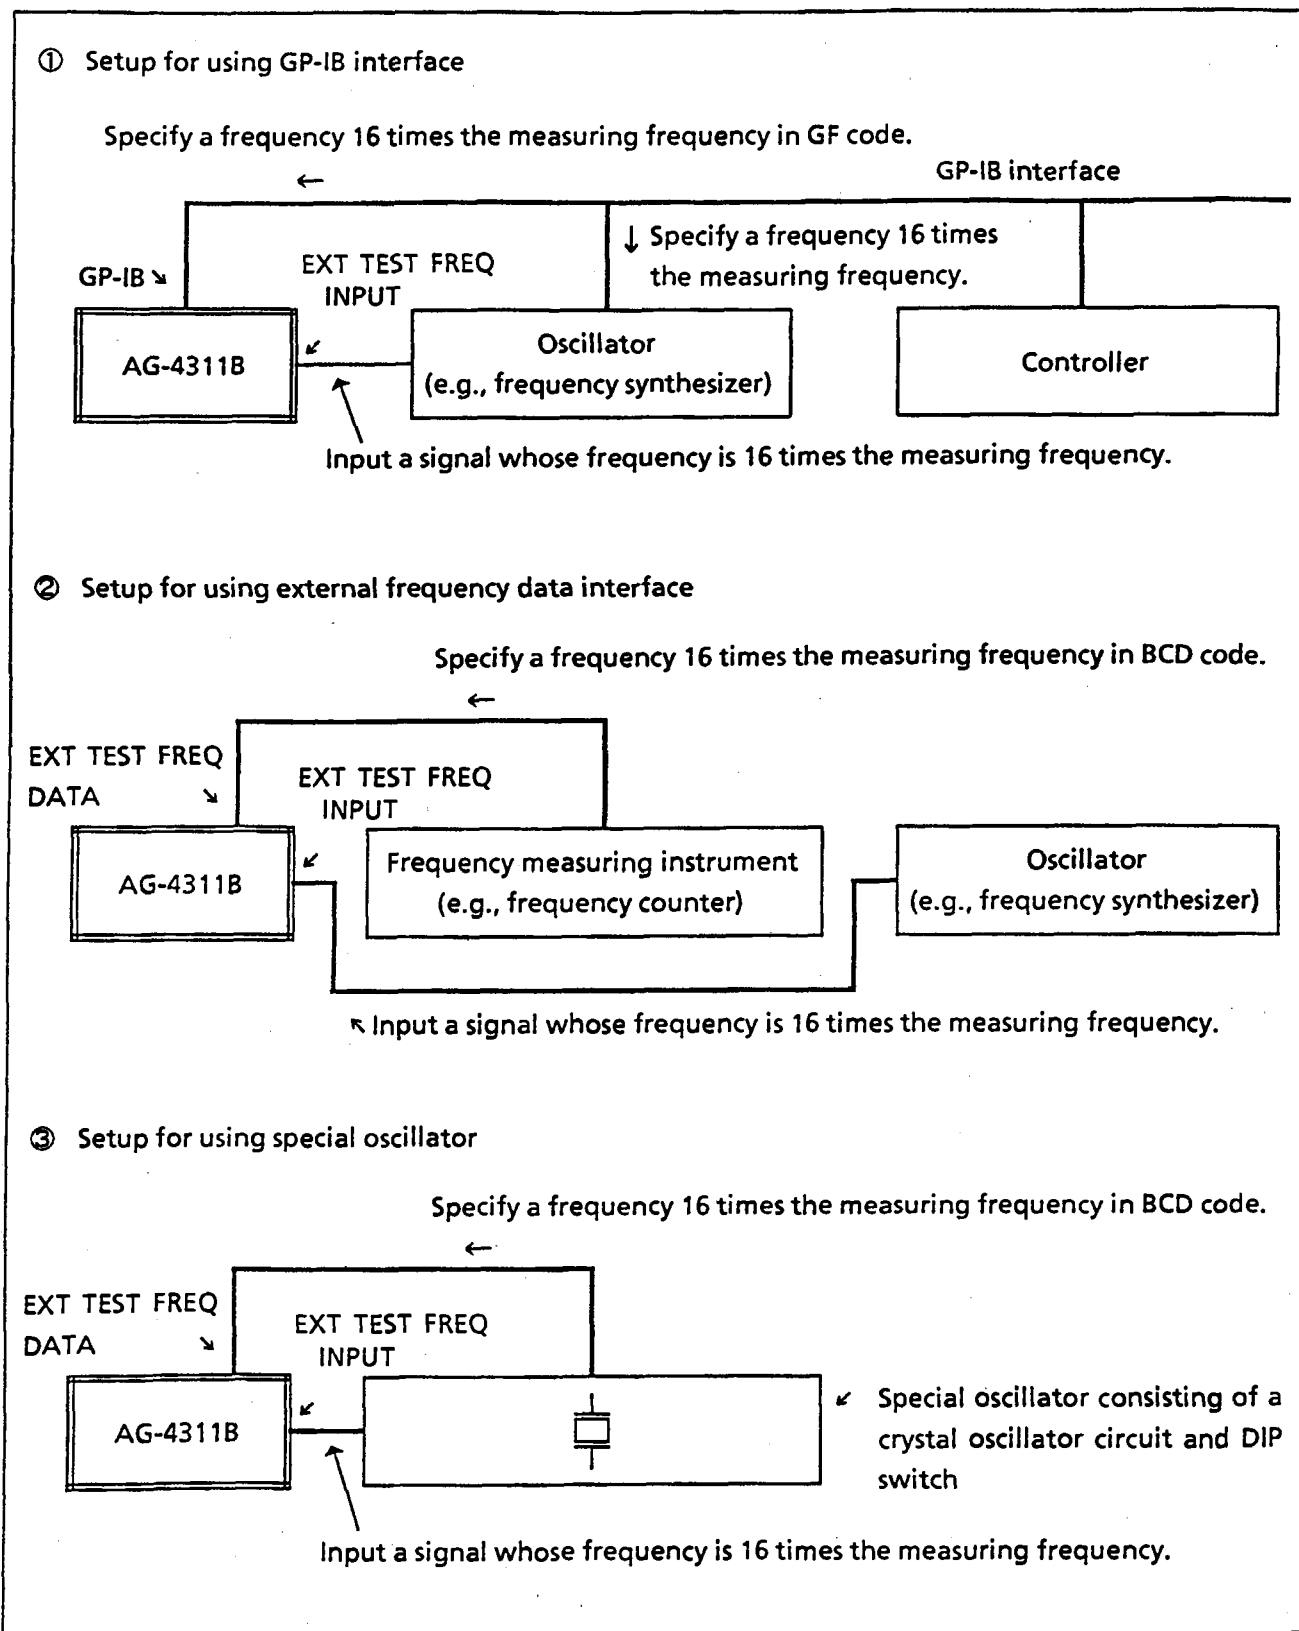 ① Setup for using GP-IB interface
Specify a frequency 16 times the measuring frequency in GF code.
←
GP-IB interface
↓ Specify a frequency 16 times
the measuring frequency.
GP-IB ↘
EXT TEST FREQ
INPUT
↙
AG-4311B
Oscillator
(e.g., frequency synthesizer)
Controller
Input a signal whose frequency is 16 times the measuring frequency.
② Setup for using external frequency data interface
Specify a frequency 16 times the measuring frequency in BCD code.
←
EXT TEST FREQ
DATA ↘
EXT TEST FREQ
INPUT
↙
AG-4311B
Frequency measuring instrument
(e.g., frequency counter)
Oscillator
(e.g., frequency synthesizer)
↖ Input a signal whose frequency is 16 times the measuring frequency.
③ Setup for using special oscillator
Specify a frequency 16 times the measuring frequency in BCD code.
←
EXT TEST FREQ
DATA ↘
EXT TEST FREQ
INPUT
↙
AG-4311B
↙ Special oscillator consisting of a
crystal oscillator circuit and DIP
switch
Input a signal whose frequency is 16 times the measuring frequency.